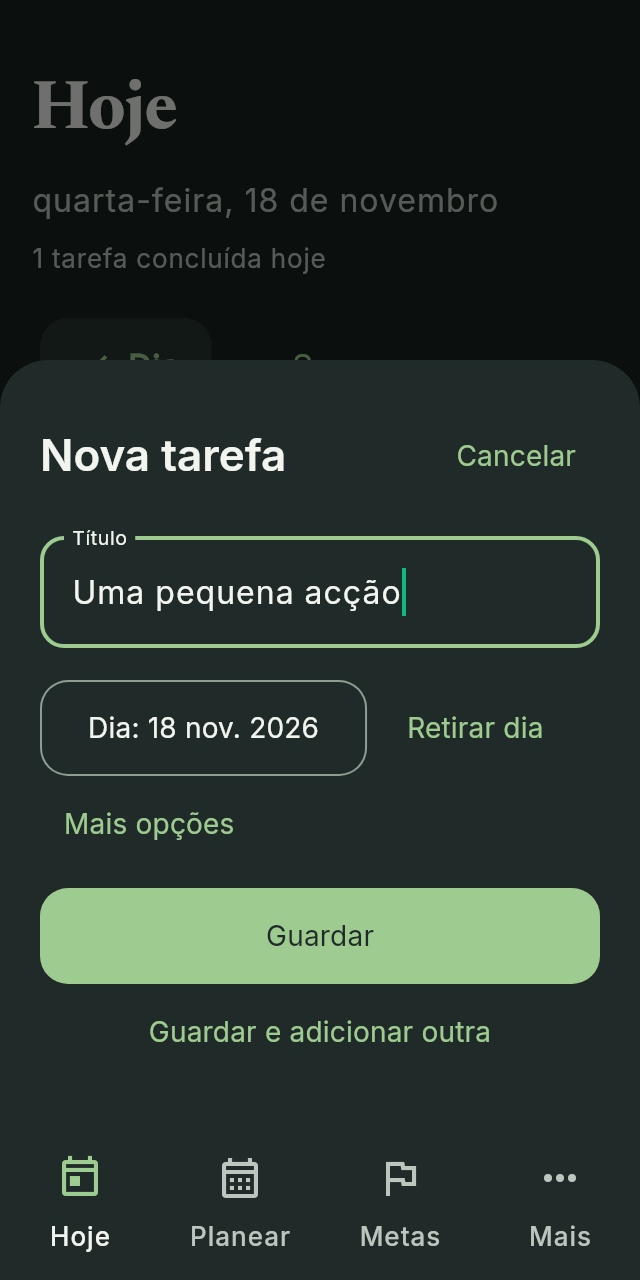 Hoje
quarta-feira, 18 de novembro
1 tarefa concluída hoje
Nova tarefa
Cancelar
Título
Uma pequena acção
Dia: 18 nov. 2026
Retirar dia
Mais opções
Guardar
Guardar e adicionar outra
Hoje
Planear
Metas
Mais